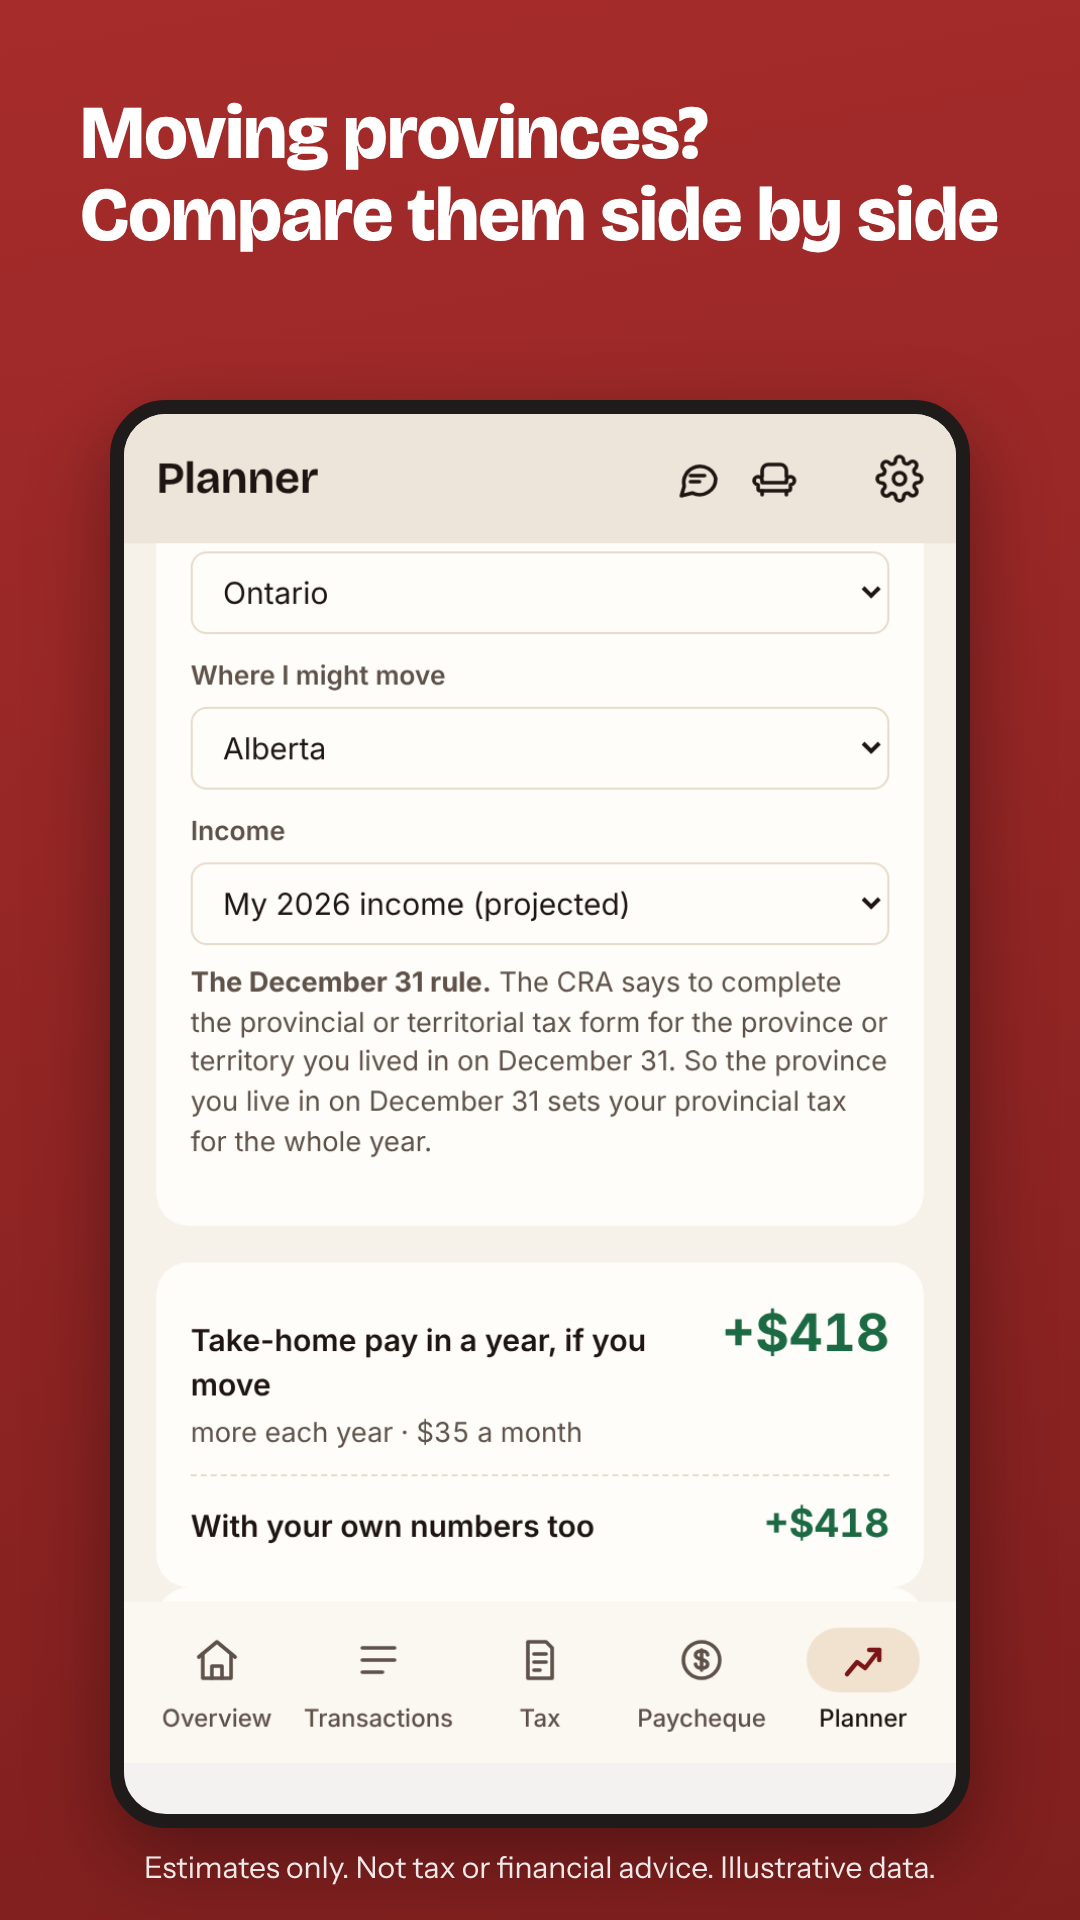 Moving provinces?
Compare them side by side
Planner
Ontario
Where I might move
Alberta
Income
My 2026 income (projected)
The December 31 rule. The CRA says to complete
the provincial or territorial tax form for the province or
territory you lived in on December 31. So the province
you live in on December 31 sets your provincial tax
for the whole year.
Take-home pay in a year, if you
move
+$418
more each year · $35 a month
With your own numbers too
+$418
Overview
Transactions
Tax
Paycheque
Planner
Estimates only. Not tax or financial advice. Illustrative data.